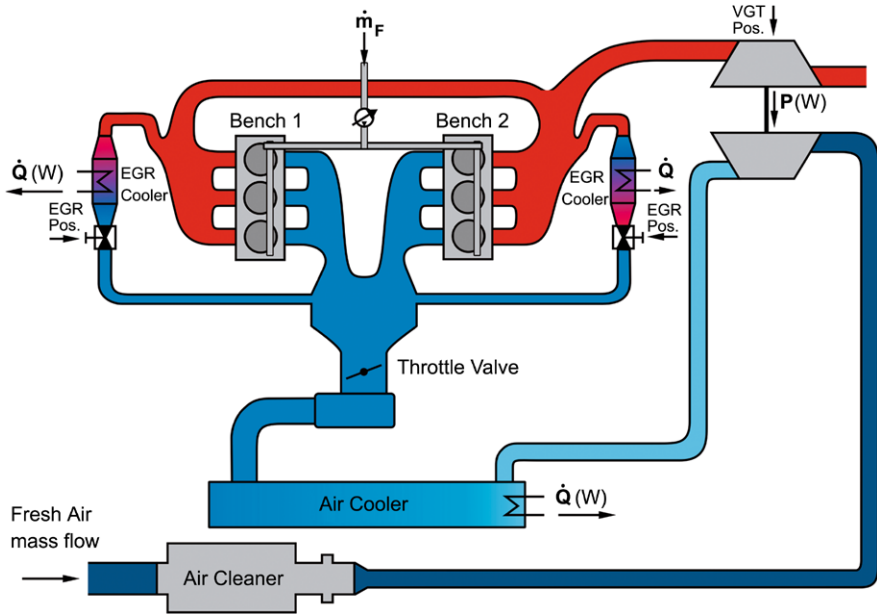 ṁF
VGT
Pos.
P(W)
Bench 1
Bench 2
Q̇(W)
EGR
Cooler
EGR
Pos.
EGR
Cooler
Q̇
EGR
Pos.
Throttle Valve
Air Cooler
Q̇(W)
Fresh Air
mass flow
Air Cleaner